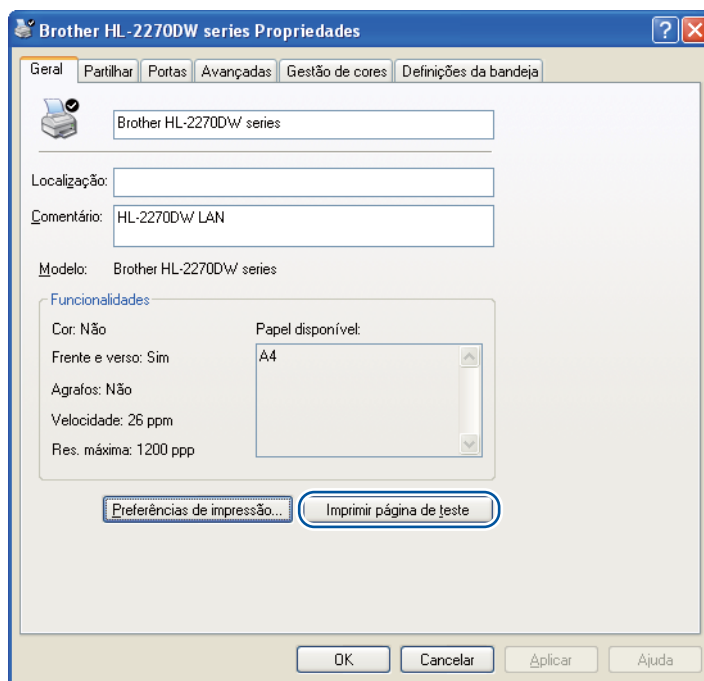 Brother HL-2270DW series Propriedades
Geral Partilhar Portas Avançadas Gestão de cores Definições da bandeja
Brother HL-2270DW series
Localização:
Comentário: HL-2270DW LAN
Modelo: Brother HL-2270DW series
Funcionalidades
Cor: Não Papel disponível:
Frente e verso: Sim A4
Agrafos: Não
Velocidade: 26 ppm
Res. máxima: 1200 ppp
Preferências de impressão... Imprimir página de teste
OK Cancelar Aplicar Ajuda